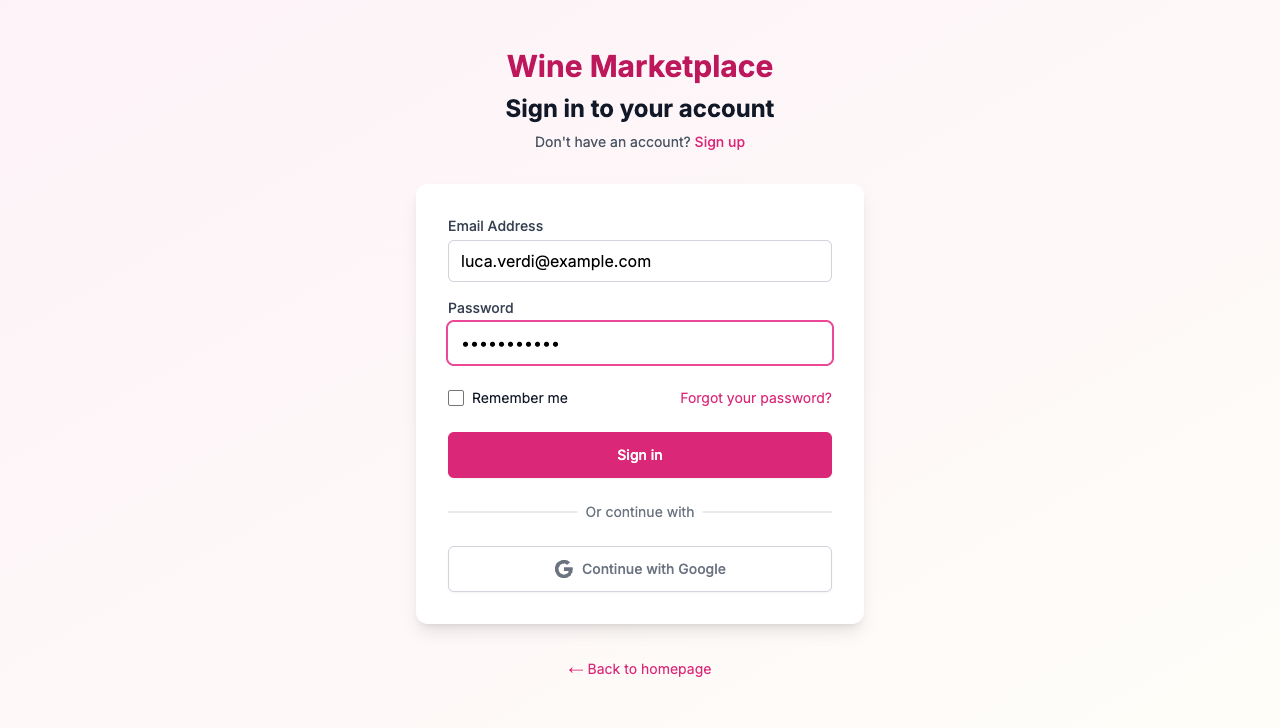 Wine Marketplace
Sign in to your account
Don't have an account? Sign up
Email Address
luca.verdi@example.com
Password
•••••••••••
Remember me
Forgot your password?
Sign in
Or continue with
Continue with Google
← Back to homepage